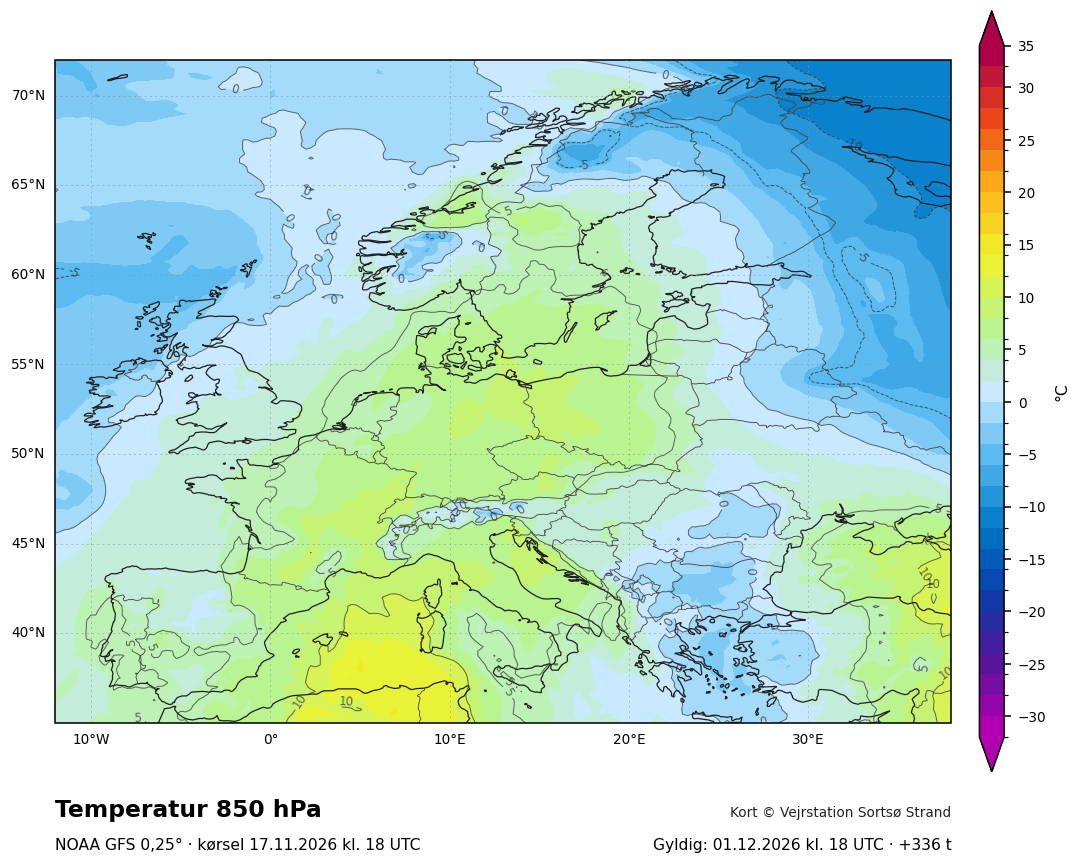 70°N
65°N
60°N
55°N
50°N
45°N
40°N
10°W
0°
10°E
20°E
30°E
35
30
25
20
15
10
5
0
−5
−10
−15
−20
−25
−30
°C
Temperatur 850 hPa
Kort © Vejrstation Sortsø Strand
NOAA GFS 0,25° · kørsel 17.11.2026 kl. 18 UTC
Gyldig: 01.12.2026 kl. 18 UTC · +336 t